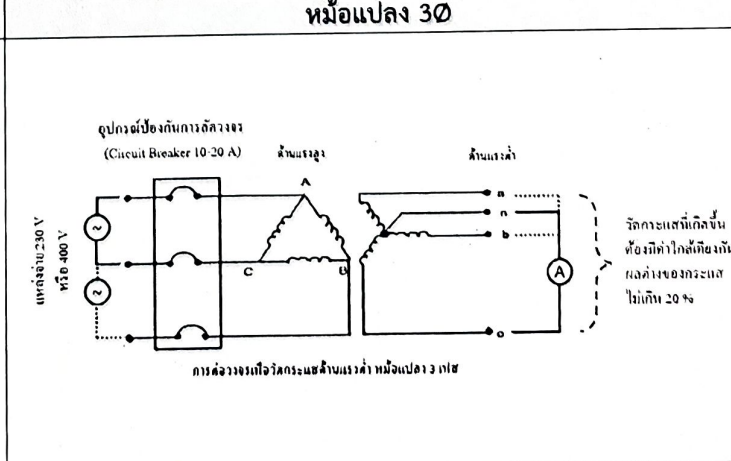 หม้อแปลง 3Ø
อุปกรณ์ป้องกันการลัดวงจร
(Circuit Breaker 10-20 A)
ด้านแรงสูง
ด้านแรงต่ำ
A
C
B
แหล่งจ่าย 230 V
หรือ 400 V
~
~
a
n
b
c
A
วัดกระแสที่เกิดขึ้น
ต้องมีค่าใกล้เคียงกัน
ผลต่างของกระแส
ไม่เกิน 20 %
การต่อวงจรเพื่อวัดกระแสด้านแรงต่ำ หม้อแปลง 3 เฟส